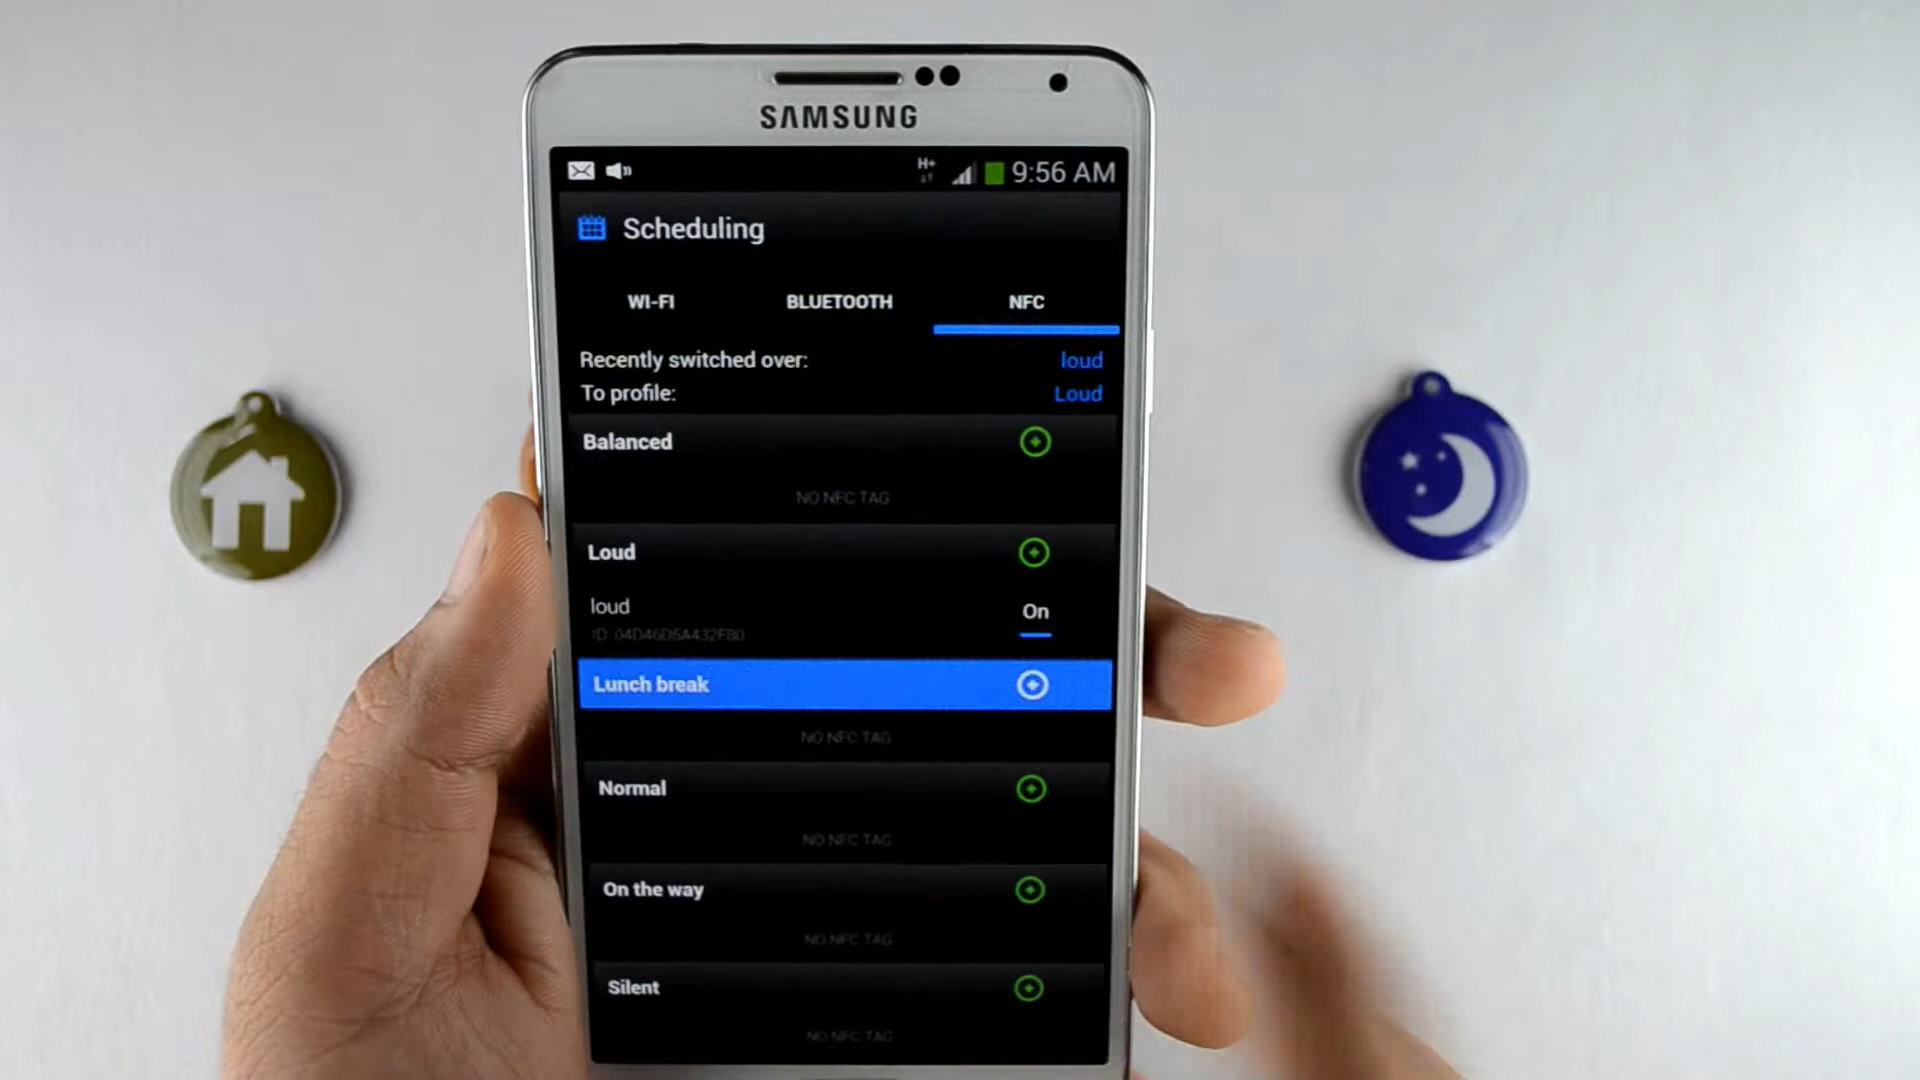 SAMSUNG
H+ 9:56 AM
Scheduling
WI-FI BLUETOOTH NFC
Recently switched over: loud
To profile: Loud
Balanced
NO NFC TAG
Loud
loud On
ID: 04D46D5A432F80
Lunch break
NO NFC TAG
Normal
NO NFC TAG
On the way
NO NFC TAG
Silent
NO NFC TAG